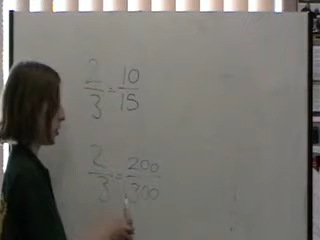 2/3 = 10/15
2/3 = 200/300